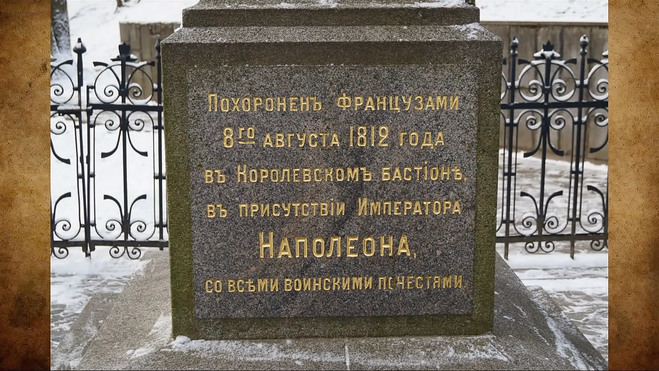 Похороненъ французами
8го августа 1812 года
въ Королевскомъ бастіонѣ,
въ присутствіи Императора
Наполеона,
со всѣми воинскими почестями.